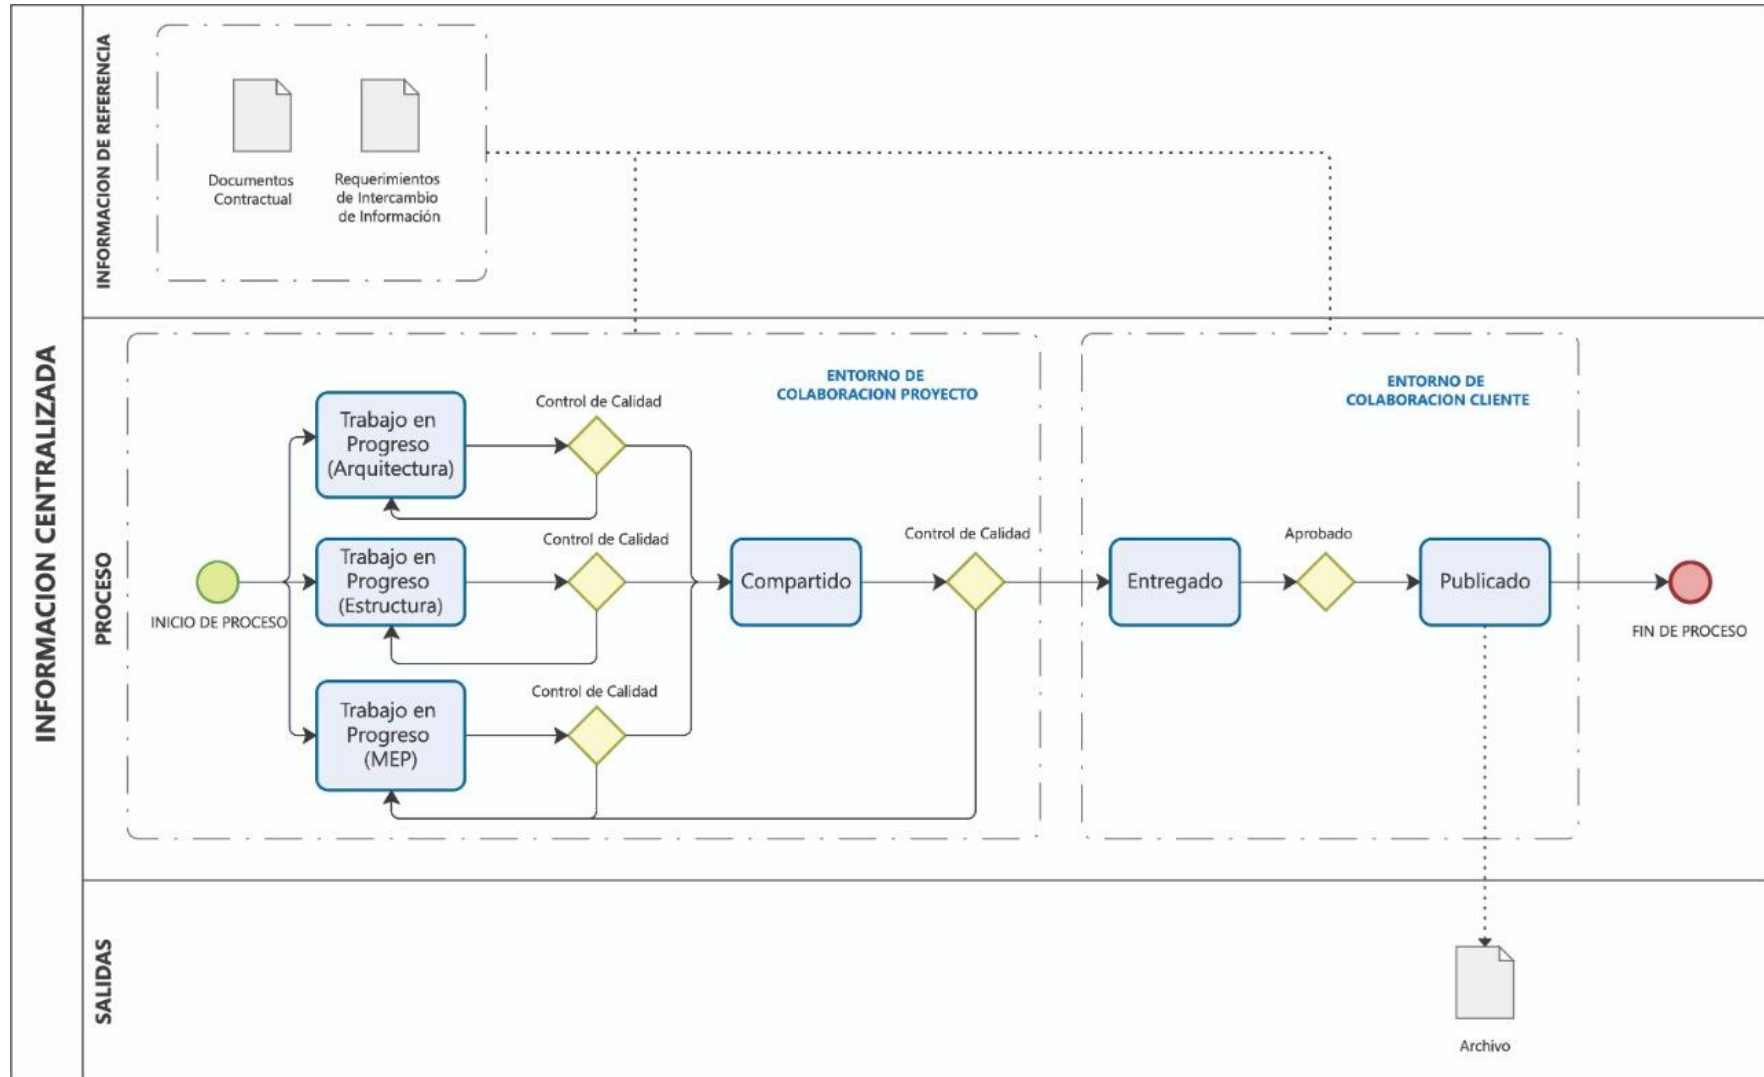 INFORMACION CENTRALIZADA
INFORMACION DE REFERENCIA
Documentos
Contractual
Requerimientos
de Intercambio
de Información
PROCESO
ENTORNO DE
COLABORACION PROYECTO
ENTORNO DE
COLABORACION CLIENTE
INICIO DE PROCESO
Trabajo en
Progreso
(Arquitectura)
Control de Calidad
Trabajo en
Progreso
(Estructura)
Control de Calidad
Trabajo en
Progreso
(MEP)
Control de Calidad
Compartido
Control de Calidad
Entregado
Aprobado
Publicado
FIN DE PROCESO
SALIDAS
Archivo